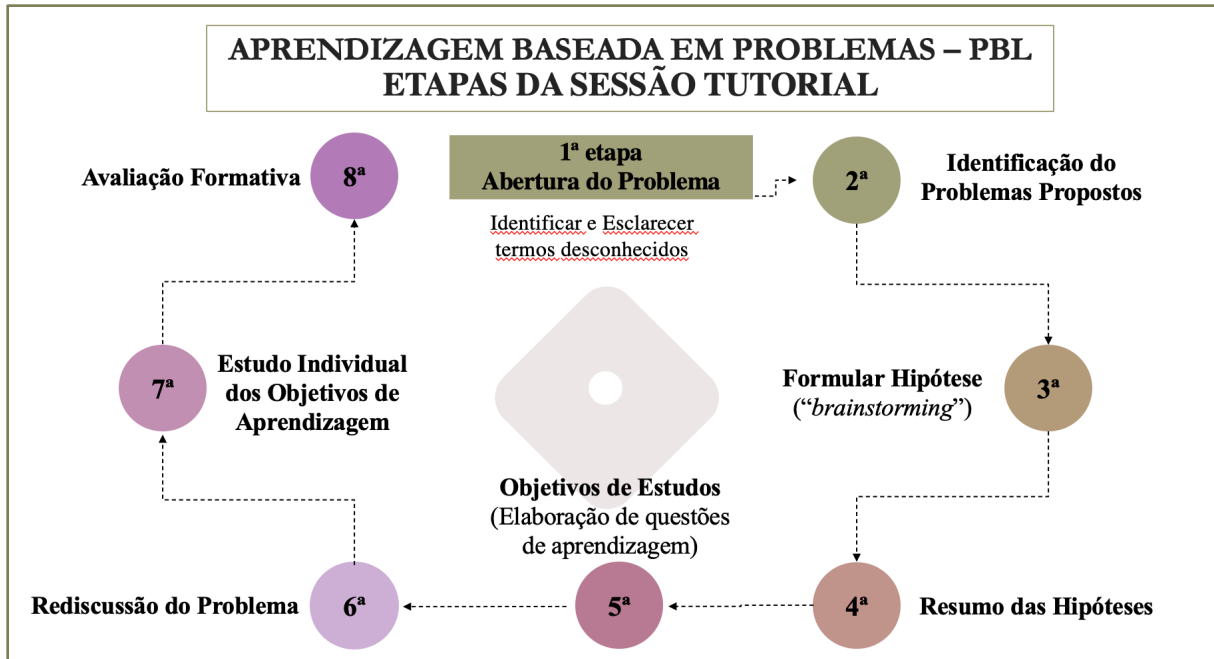 APRENDIZAGEM BASEADA EM PROBLEMAS – PBL
ETAPAS DA SESSÃO TUTORIAL
1ª etapa
Abertura do Problema
Identificar e Esclarecer
termos desconhecidos
2ª
Identificação do
Problemas Propostos
3ª
Formular Hipótese
(“brainstorming”)
4ª
Resumo das Hipóteses
5ª
Objetivos de Estudos
(Elaboração de questões
de aprendizagem)
6ª
Rediscussão do Problema
7ª
Estudo Individual
dos Objetivos de
Aprendizagem
8ª
Avaliação Formativa